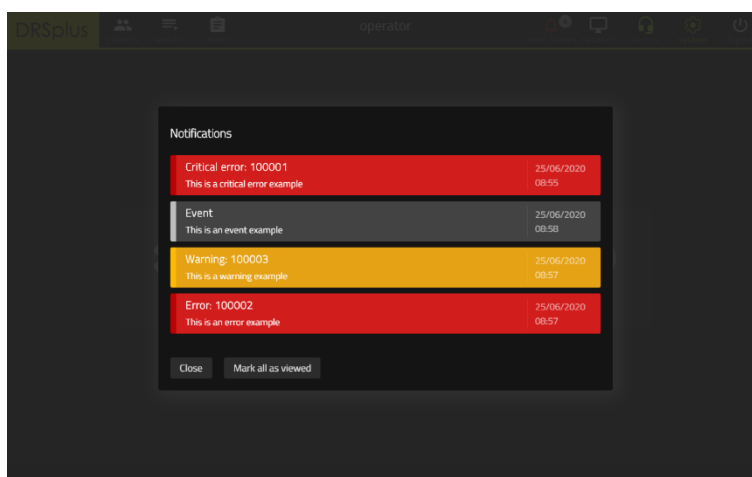 DRSplus
operator
Notifications
Critical error: 100001
This is a critical error example
25/06/2020
08:55
Event
This is an event example
25/06/2020
08:58
Warning: 100003
This is a warning example
25/06/2020
08:57
Error: 100002
This is an error example
25/06/2020
08:57
Close
Mark all as viewed